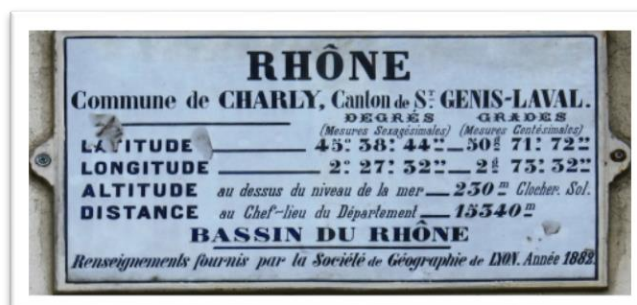 RHÔNE
Commune de CHARLY, Canton de St. GENIS-LAVAL.
DEGRÉS GRADES
(Mesures Sexagésimales) (Mesures Centésimales)
LATITUDE 45º 38' 44" 50g 71' 72"
LONGITUDE 2º 27' 32" 2g 73' 32"
ALTITUDE au dessus du niveau de la mer 230m Clocher. Sol.
DISTANCE au Chef-lieu du Département 15340m
BASSIN DU RHÔNE
Renseignements fournis par la Société de Géographie de LYON. Année 1882.